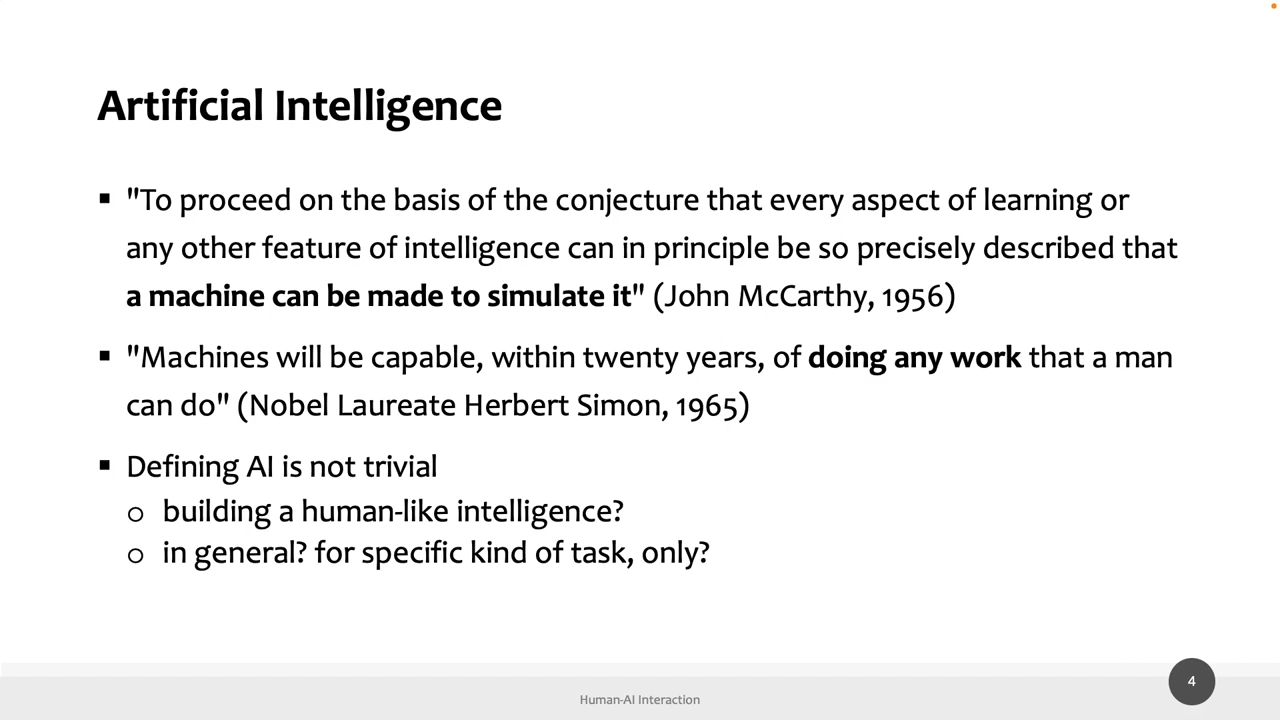 Artificial Intelligence
▪ "To proceed on the basis of the conjecture that every aspect of learning or
any other feature of intelligence can in principle be so precisely described that
a machine can be made to simulate it" (John McCarthy, 1956)
▪ "Machines will be capable, within twenty years, of doing any work that a man
can do" (Nobel Laureate Herbert Simon, 1965)
▪ Defining AI is not trivial
o building a human-like intelligence?
o in general? for specific kind of task, only?
Human-AI Interaction
4